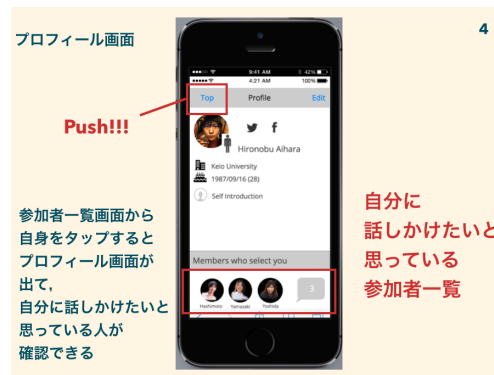 プロフィール画面
4
9:41 AM
42%
4:21 AM
100%
Top
Profile
Edit
Push!!!
Hironobu Aihara
Keio University
1987/09/16 (28)
Self Introduction
参加者一覧画面から
自身をタップすると
プロフィール画面が
出て,
自分に話しかけたいと
思っている人が
確認できる
自分に
話しかけたいと
思っている
参加者一覧
Members who select you
3
Hashimoto
Yamazaki
Yoshida